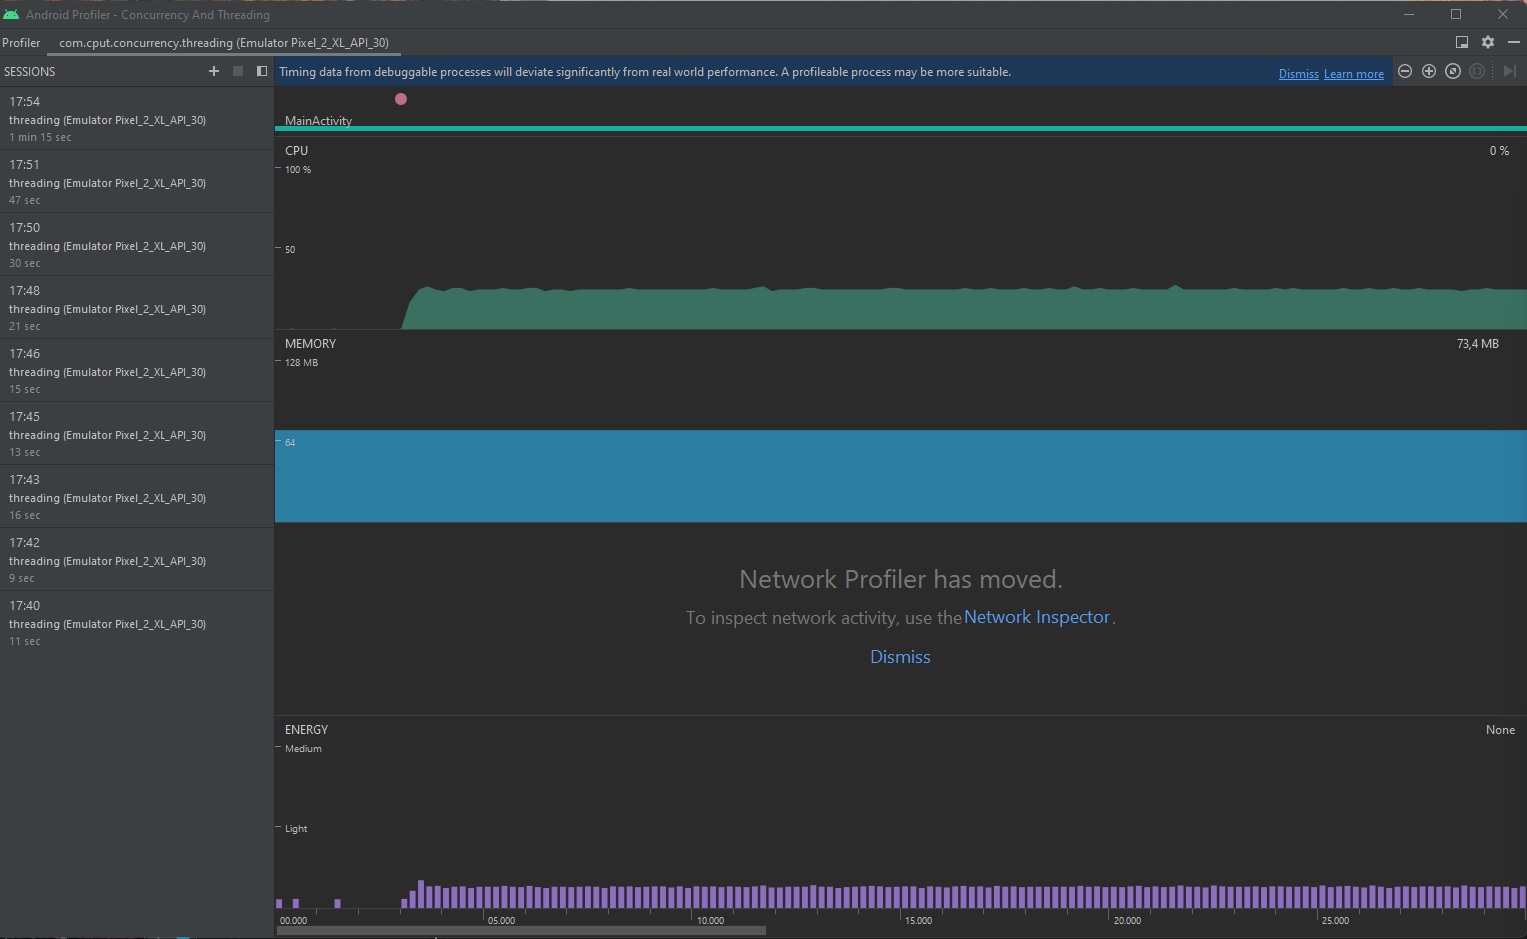 Android Profiler - Concurrency And Threading
Profiler com.cput.concurrency.threading (Emulator Pixel_2_XL_API_30)
SESSIONS
Timing data from debuggable processes will deviate significantly from real world performance. A profileable process may be more suitable. Dismiss Learn more
17:54
threading (Emulator Pixel_2_XL_API_30)
1 min 15 sec
17:51
threading (Emulator Pixel_2_XL_API_30)
47 sec
17:50
threading (Emulator Pixel_2_XL_API_30)
30 sec
17:48
threading (Emulator Pixel_2_XL_API_30)
21 sec
17:46
threading (Emulator Pixel_2_XL_API_30)
15 sec
17:45
threading (Emulator Pixel_2_XL_API_30)
13 sec
17:43
threading (Emulator Pixel_2_XL_API_30)
16 sec
17:42
threading (Emulator Pixel_2_XL_API_30)
9 sec
17:40
threading (Emulator Pixel_2_XL_API_30)
11 sec
MainActivity
CPU 0 %
100 %
50
MEMORY 73,4 MB
128 MB
64
Network Profiler has moved.
To inspect network activity, use the Network Inspector.
Dismiss
ENERGY None
Medium
Light
00.000 05.000 10.000 15.000 20.000 25.000